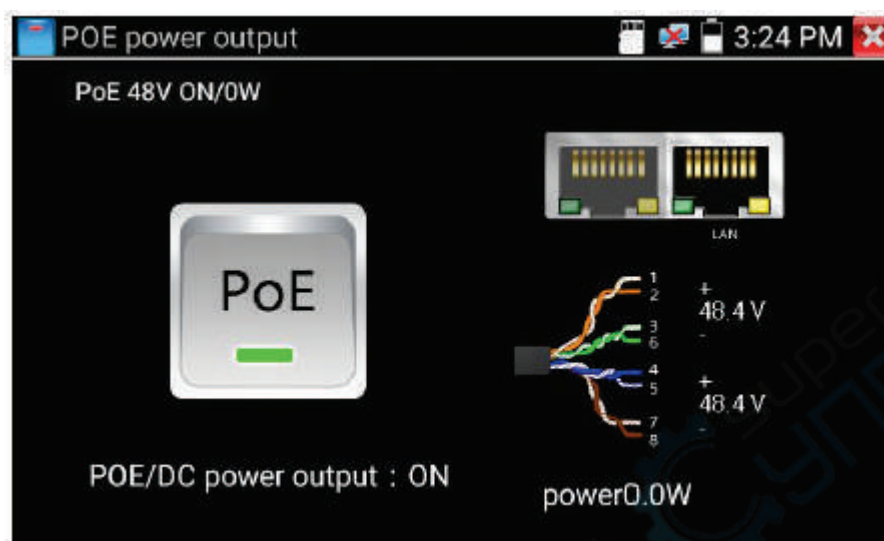 POE power output
3:24 PM
PoE 48V ON/0W
LAN
PoE
1
2
+
48.4 V
3
6
-
4
5
+
48.4 V
7
8
-
POE/DC power output : ON
power0.0W